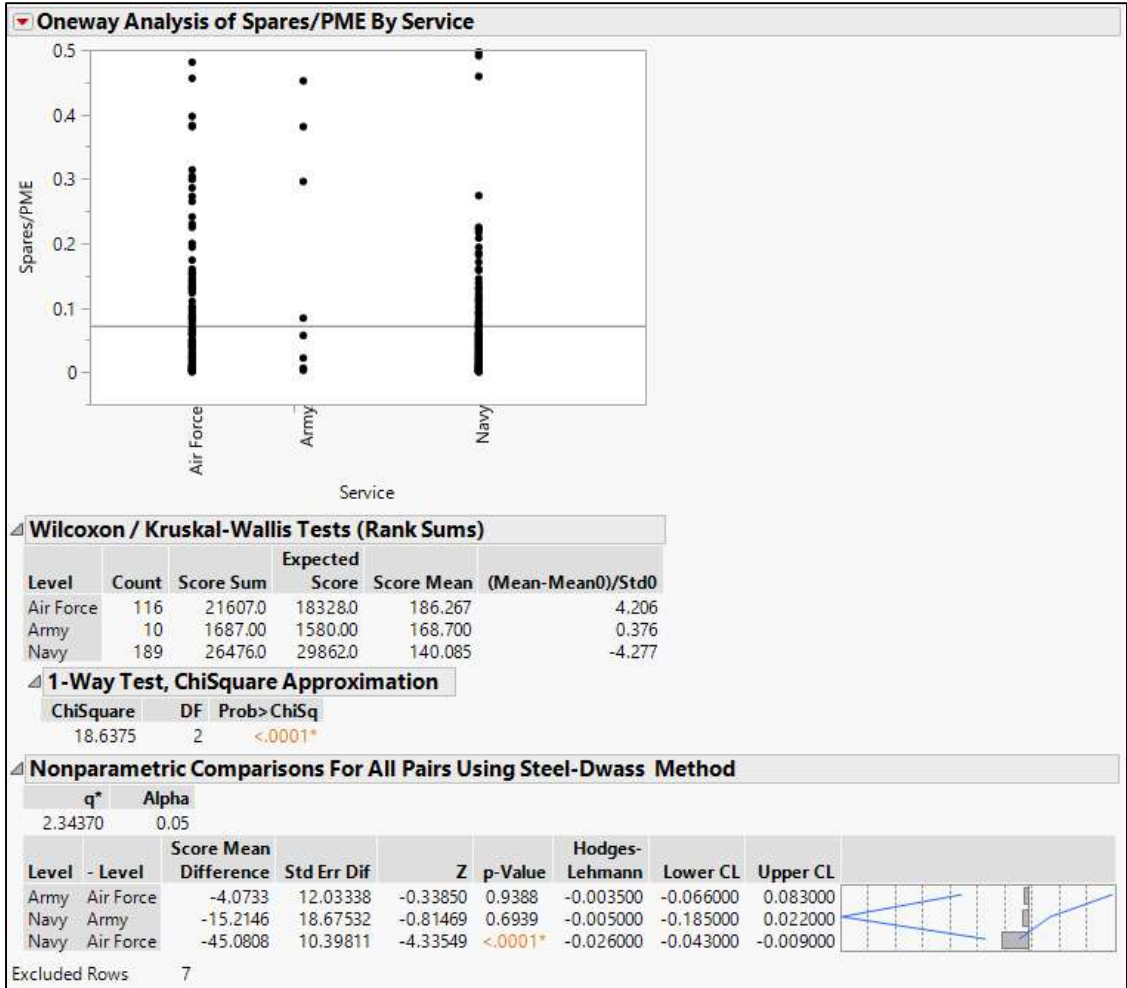 Oneway Analysis of Spares/PME By Service
0.5
0.4
0.3
0.2
0.1
0
Spares/PME
Air Force
Army
Navy
Service
Wilcoxon / Kruskal-Wallis Tests (Rank Sums)
Expected
Level Count Score Sum Score Score Mean (Mean-Mean0)/Std0
Air Force 116 21607.0 18328.0 186.267 4.206
Army 10 1687.00 1580.00 168.700 0.376
Navy 189 26476.0 29862.0 140.085 -4.277
1-Way Test, ChiSquare Approximation
ChiSquare DF Prob>ChiSq
18.6375 2 <.0001*
Nonparametric Comparisons For All Pairs Using Steel-Dwass Method
q* Alpha
2.34370 0.05
Score Mean Hodges-
Level - Level Difference Std Err Dif Z p-Value Lehmann Lower CL Upper CL
Army Air Force -4.0733 12.03338 -0.33850 0.9388 -0.003500 -0.066000 0.083000
Navy Army -15.2146 18.67532 -0.81469 0.6939 -0.005000 -0.185000 0.022000
Navy Air Force -45.0808 10.39811 -4.33549 <.0001* -0.026000 -0.043000 -0.009000
Excluded Rows 7